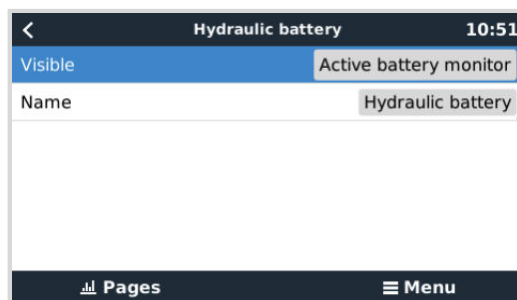 Hydraulic battery 10:51
Visible Active battery monitor
Name Hydraulic battery
Pages Menu